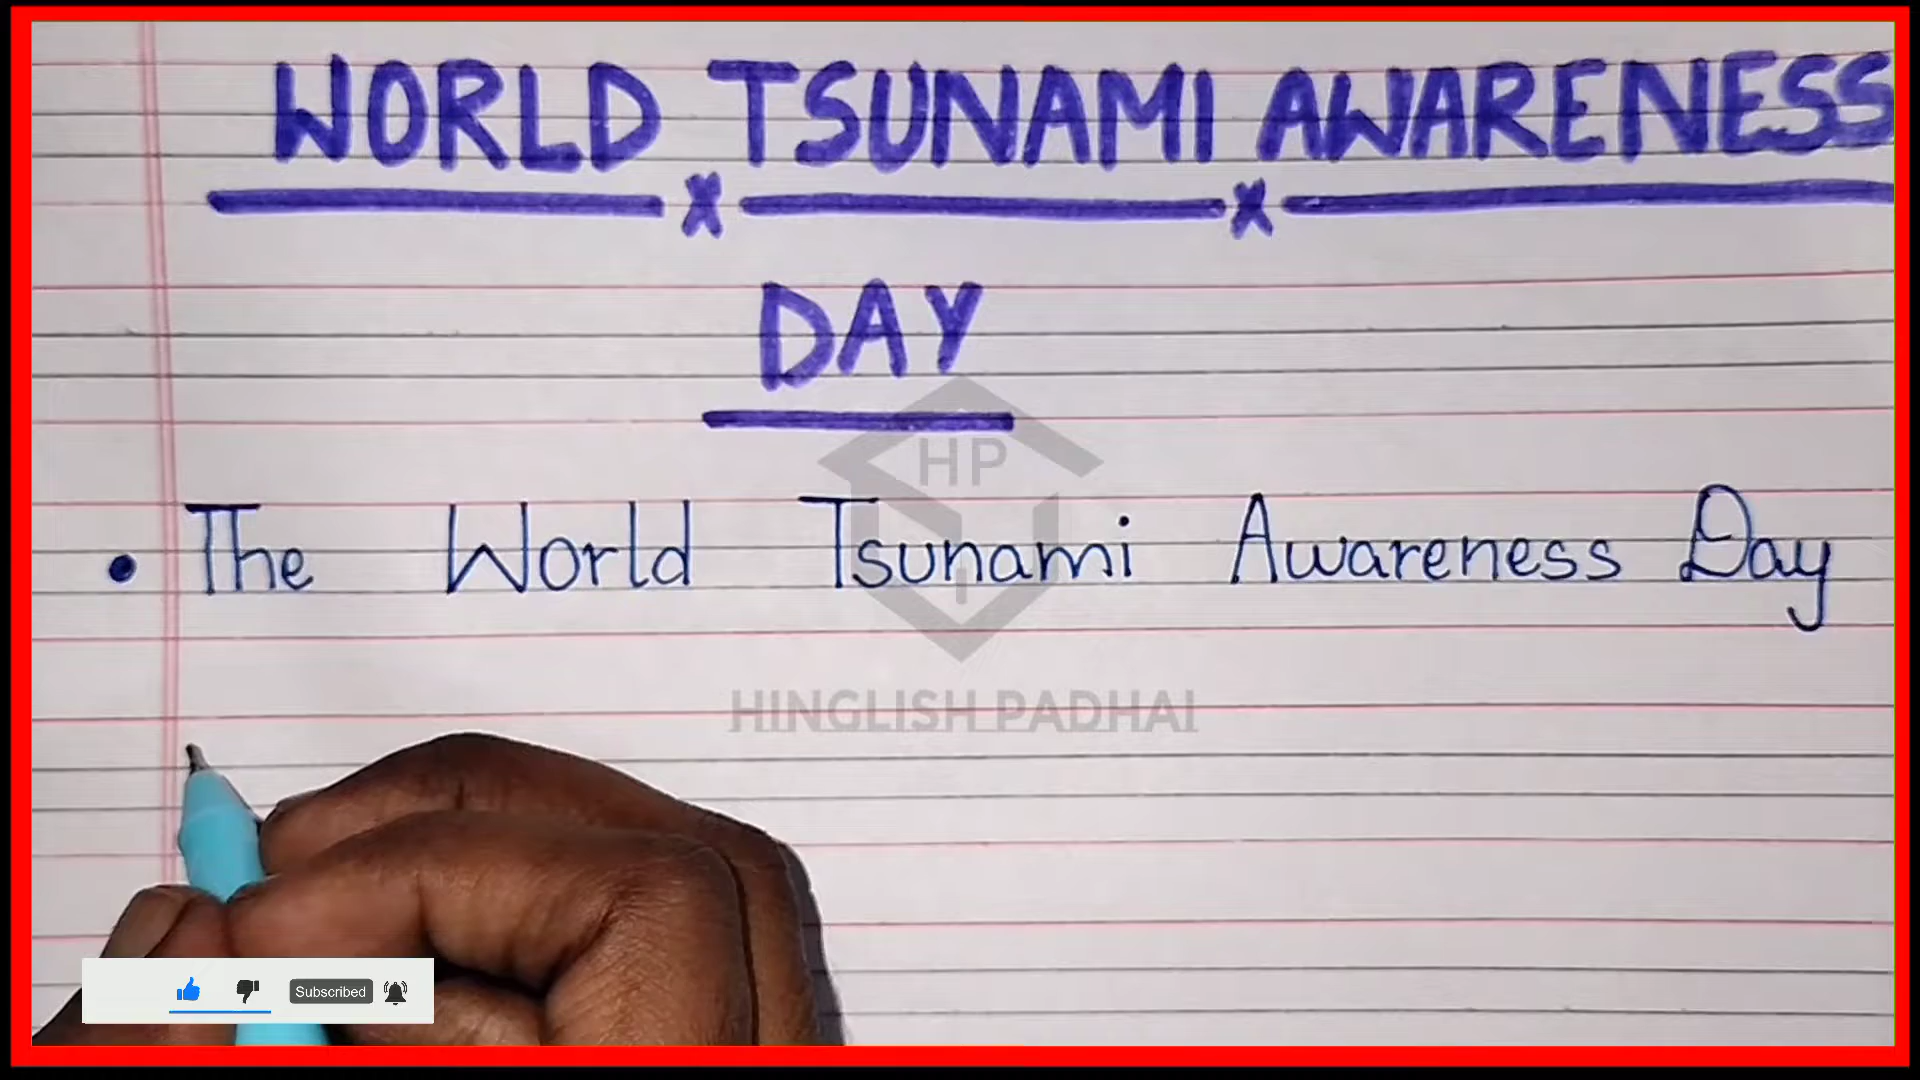 WORLD TSUNAMI AWARENESS
x x
DAY
HP
• The World Tsunami Awareness Day
HINGLISH PADHAI
Subscribed